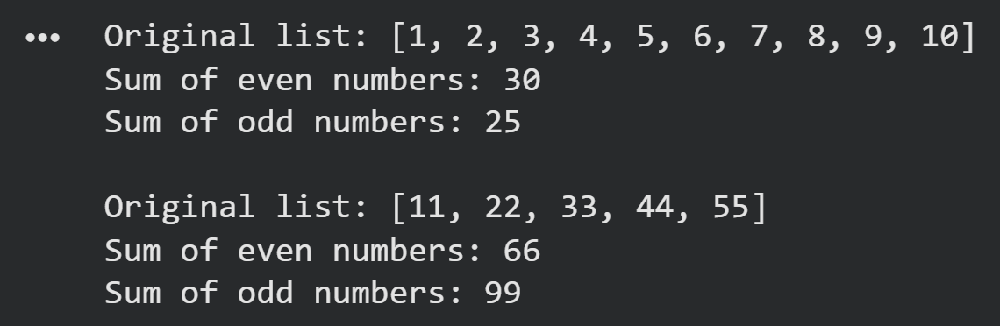 Original list: [1, 2, 3, 4, 5, 6, 7, 8, 9, 10]
Sum of even numbers: 30
Sum of odd numbers: 25
Original list: [11, 22, 33, 44, 55]
Sum of even numbers: 66
Sum of odd numbers: 99